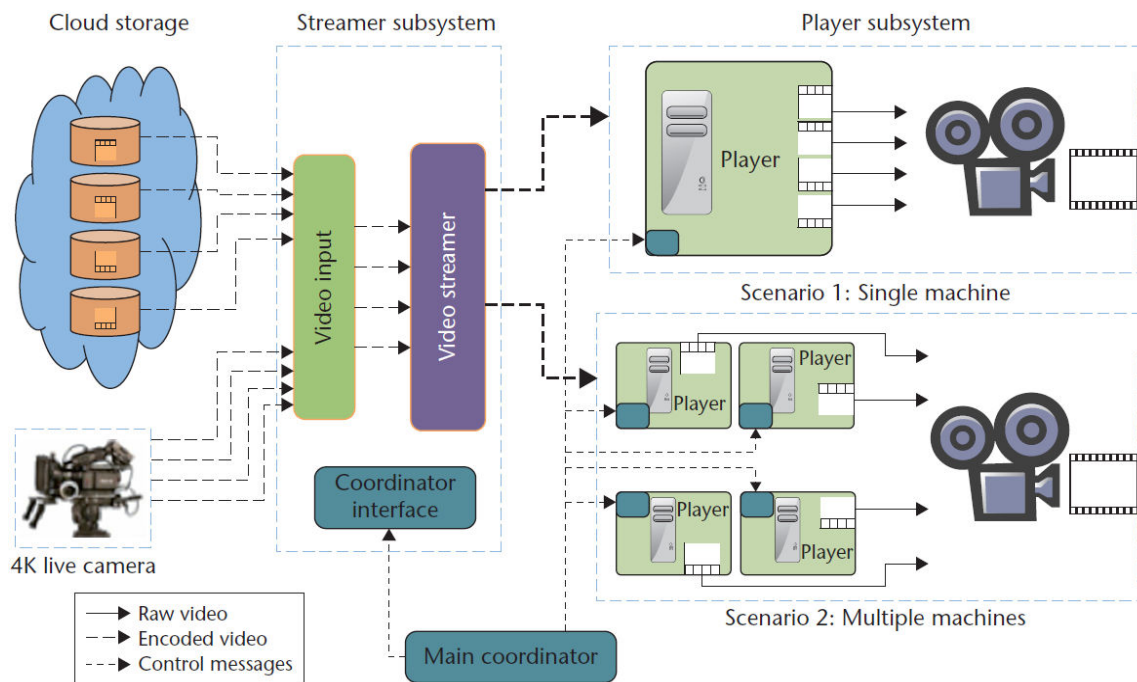 Cloud storage
Streamer subsystem
Player subsystem
Player
Video input
Video streamer
Scenario 1: Single machine
Player
Player
Coordinator
interface
Player
Player
4K live camera
Scenario 2: Multiple machines
Raw video
Encoded video
Control messages
Main coordinator